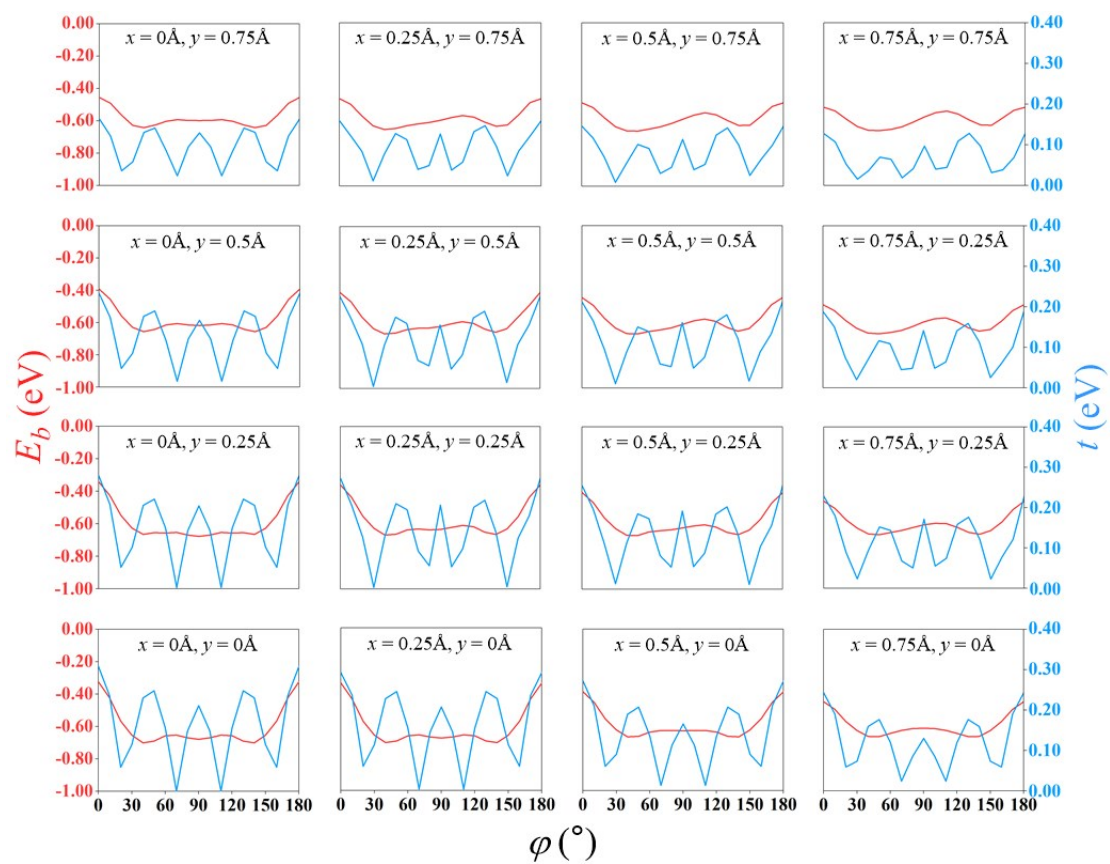 0.00
-0.20
-0.40
-0.60
-0.80
-1.00
x = 0Å, y = 0.75Å
x = 0.25Å, y = 0.75Å
x = 0.5Å, y = 0.75Å
x = 0.75Å, y = 0.75Å
0.40
0.30
0.20
0.10
0.00
0.00
-0.20
-0.40
-0.60
-0.80
-1.00
x = 0Å, y = 0.5Å
x = 0.25Å, y = 0.5Å
x = 0.5Å, y = 0.5Å
x = 0.75Å, y = 0.25Å
0.40
0.30
0.20
0.10
0.00
E_b (eV)
t (eV)
0.00
-0.20
-0.40
-0.60
-0.80
-1.00
x = 0Å, y = 0.25Å
x = 0.25Å, y = 0.25Å
x = 0.5Å, y = 0.25Å
x = 0.75Å, y = 0.25Å
0.40
0.30
0.20
0.10
0.00
0.00
-0.20
-0.40
-0.60
-0.80
-1.00
x = 0Å, y = 0Å
x = 0.25Å, y = 0Å
x = 0.5Å, y = 0Å
x = 0.75Å, y = 0Å
0.40
0.30
0.20
0.10
0.00
0 30 60 90 120 150 180
0 30 60 90 120 150 180
0 30 60 90 120 150 180
0 30 60 90 120 150 180
φ (°)